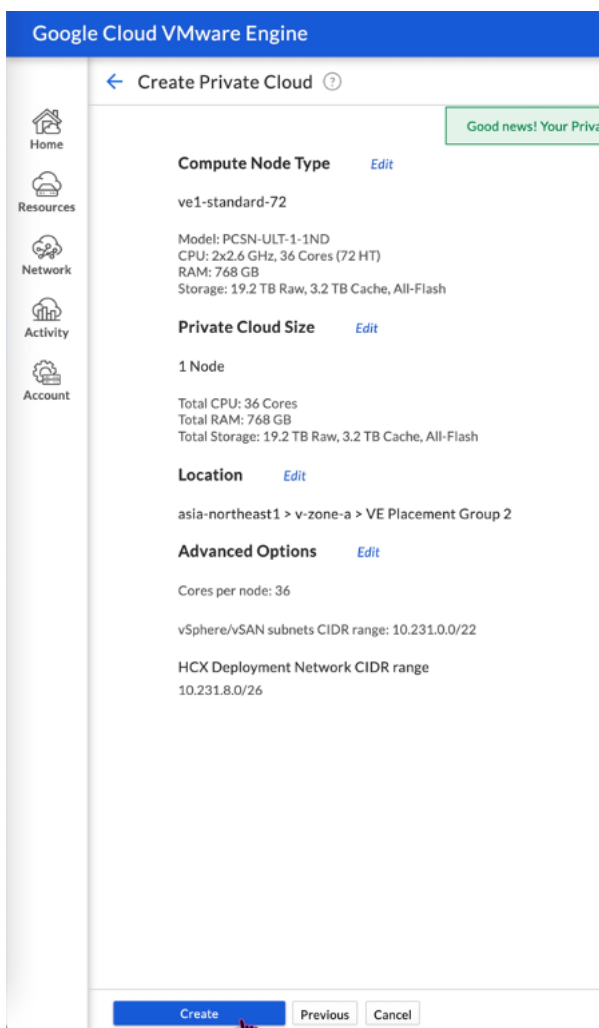 Google Cloud VMware Engine
Create Private Cloud ?
Good news! Your Priva
Home
Resources
Network
Activity
Account
Compute Node Type Edit
ve1-standard-72
Model: PCSN-ULT-1-1ND
CPU: 2x2.6 GHz, 36 Cores (72 HT)
RAM: 768 GB
Storage: 19.2 TB Raw, 3.2 TB Cache, All-Flash
Private Cloud Size Edit
1 Node
Total CPU: 36 Cores
Total RAM: 768 GB
Total Storage: 19.2 TB Raw, 3.2 TB Cache, All-Flash
Location Edit
asia-northeast1 > v-zone-a > VE Placement Group 2
Advanced Options Edit
Cores per node: 36
vSphere/vSAN subnets CIDR range: 10.231.0.0/22
HCX Deployment Network CIDR range
10.231.8.0/26
Create Previous Cancel